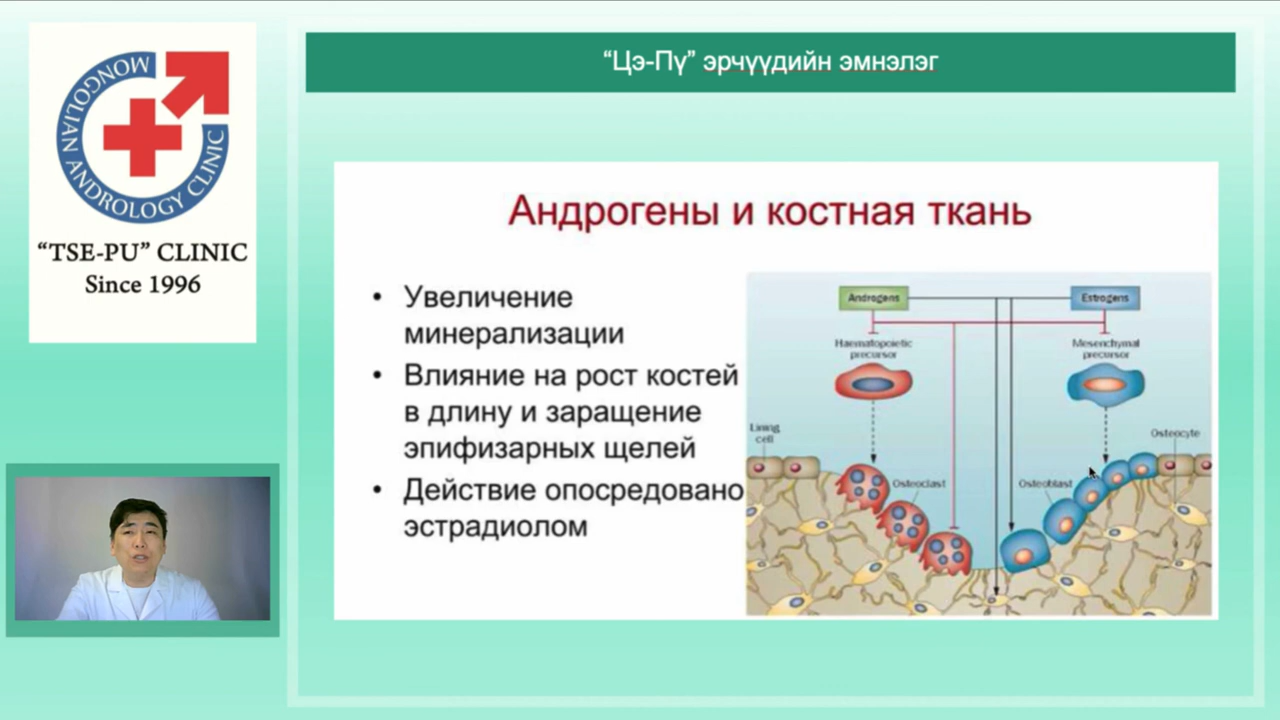 “Цэ-Пү” эрчүүдийн эмнэлэг
MONGOLIAN ANDROLOGY CLINIC
“TSE-PU” CLINIC
Since 1996
Андрогены и костная ткань
• Увеличение
минерализации
• Влияние на рост костей
в длину и заращение
эпифизарных щелей
• Действие опосредовано
эстрадиолом
Androgens
Estrogens
Haematopoietic
precursor
Mesenchymal
precursor
Lining
cell
Osteocyte
Osteoclast
Osteoblast